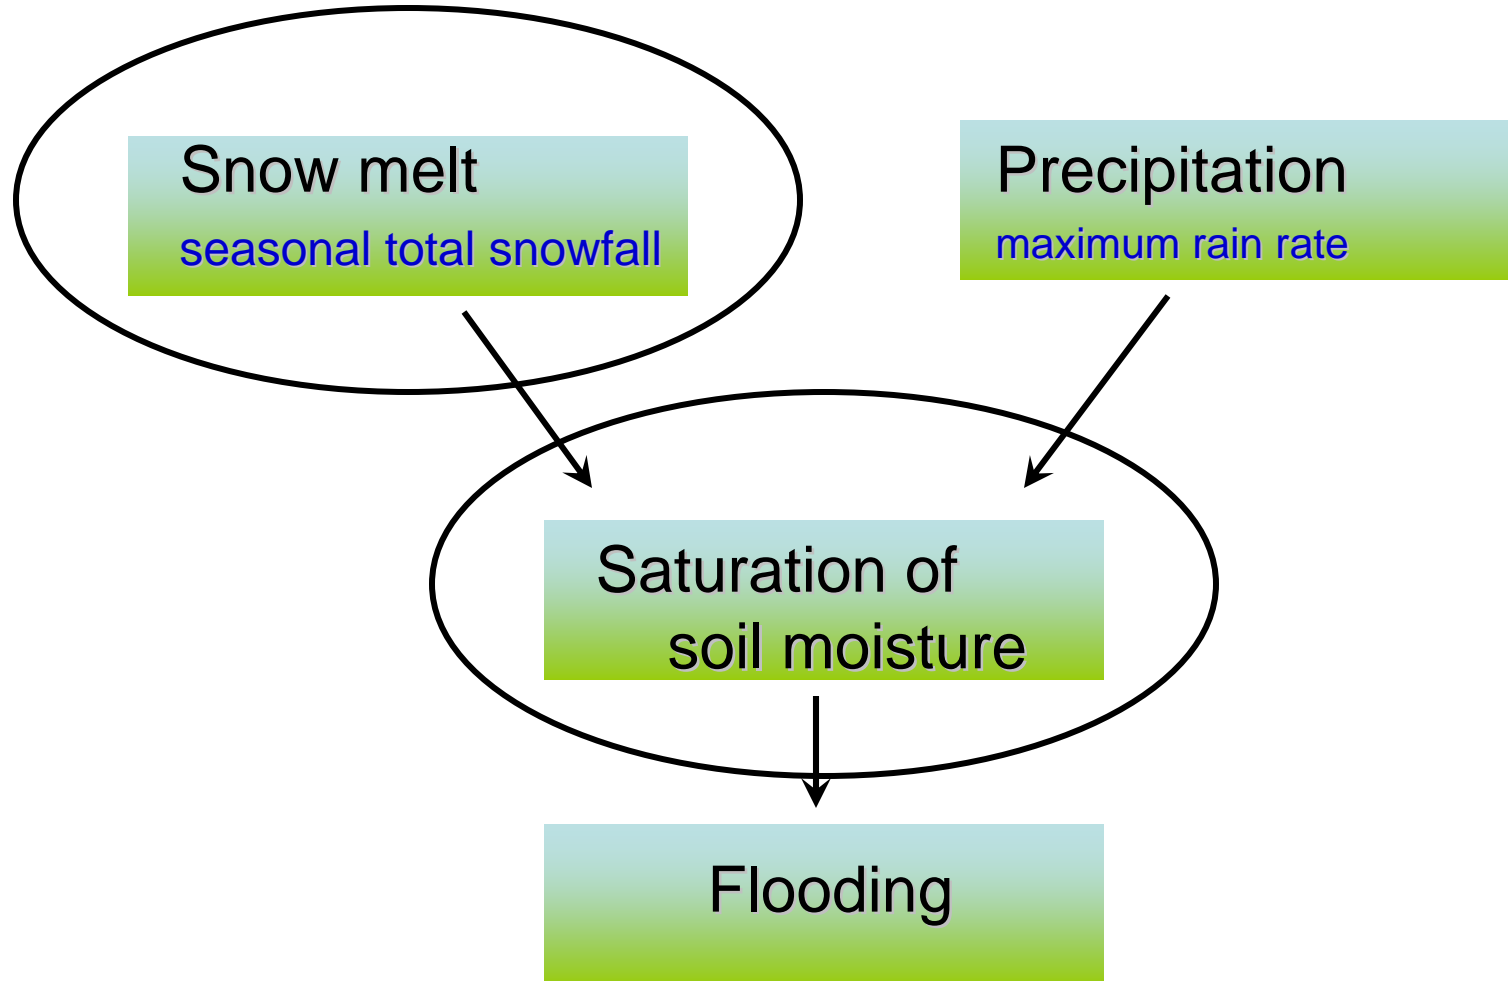 Snow melt
seasonal total snowfall
Precipitation
maximum rain rate
Saturation of
soil moisture
Flooding